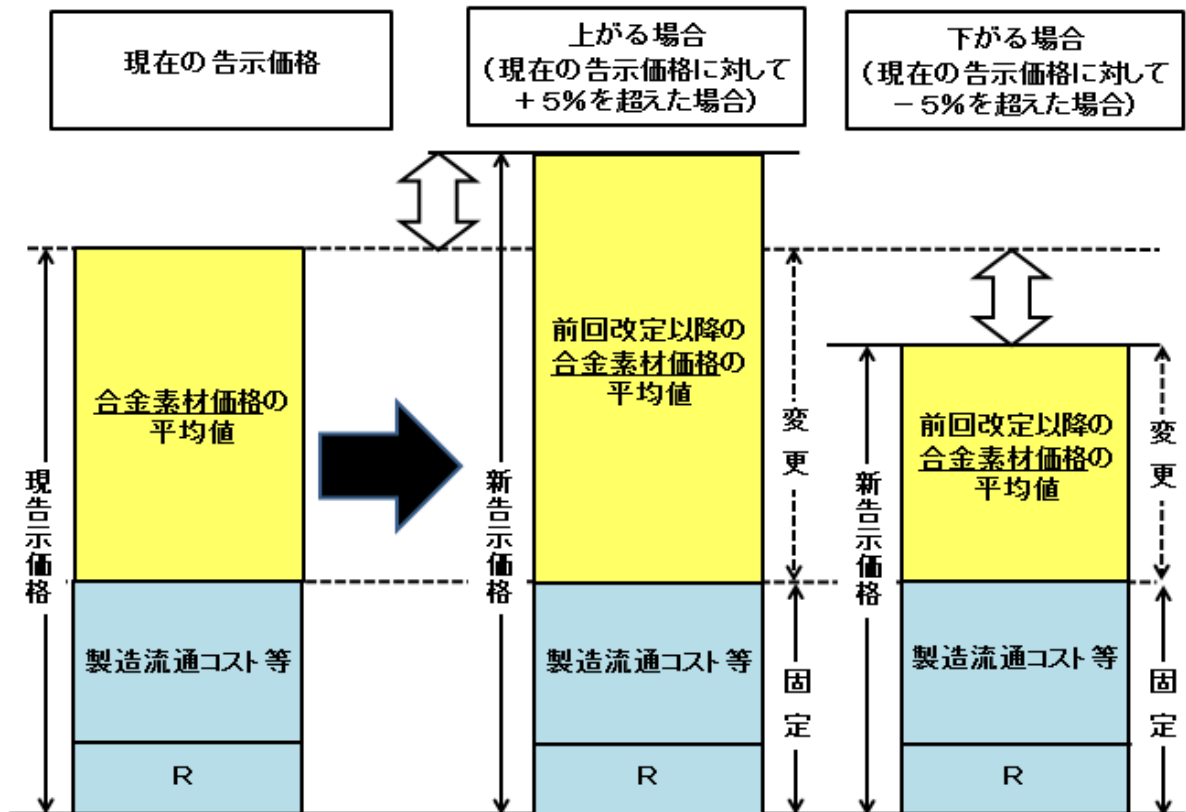 現在の告示価格
上がる場合
（現在の告示価格に対して
＋5％を超えた場合）
下がる場合
（現在の告示価格に対して
－5％を超えた場合）
現告示価格
合金素材価格の
平均値
製造流通コスト等
R
新告示価格
前回改定以降の
合金素材価格の
平均値
製造流通コスト等
R
変更
固定
新告示価格
前回改定以降の
合金素材価格の
平均値
製造流通コスト等
R
変更
固定